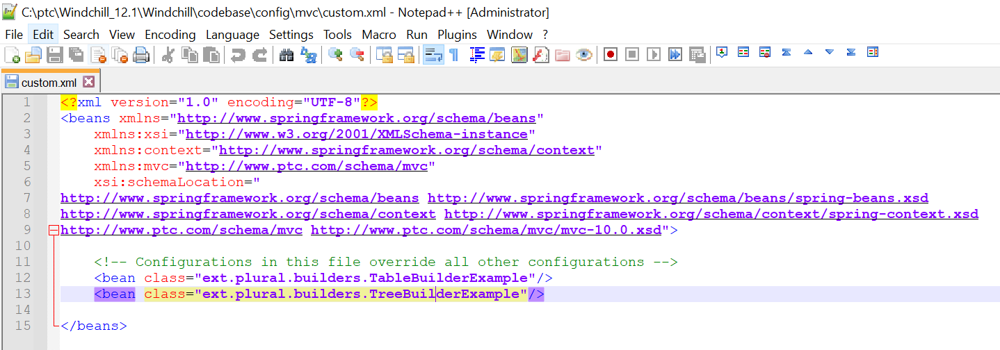 C:\ptc\Windchill_12.1\Windchill\codebase\config\mvc\custom.xml - Notepad++ [Administrator]
File Edit Search View Encoding Language Settings Tools Macro Run Plugins Window ?
custom.xml
1 <?xml version="1.0" encoding="UTF-8"?>
2 <beans xmlns="http://www.springframework.org/schema/beans"
3 xmlns:xsi="http://www.w3.org/2001/XMLSchema-instance"
4 xmlns:context="http://www.springframework.org/schema/context"
5 xmlns:mvc="http://www.ptc.com/schema/mvc"
6 xsi:schemaLocation="
7 http://www.springframework.org/schema/beans http://www.springframework.org/schema/beans/spring-beans.xsd
8 http://www.springframework.org/schema/context http://www.springframework.org/schema/context/spring-context.xsd
9 http://www.ptc.com/schema/mvc http://www.ptc.com/schema/mvc/mvc-10.0.xsd">
10
11 <!-- Configurations in this file override all other configurations -->
12 <bean class="ext.plural.builders.TableBuilderExample"/>
13 <bean class="ext.plural.builders.TreeBuilderExample"/>
14
15 </beans>